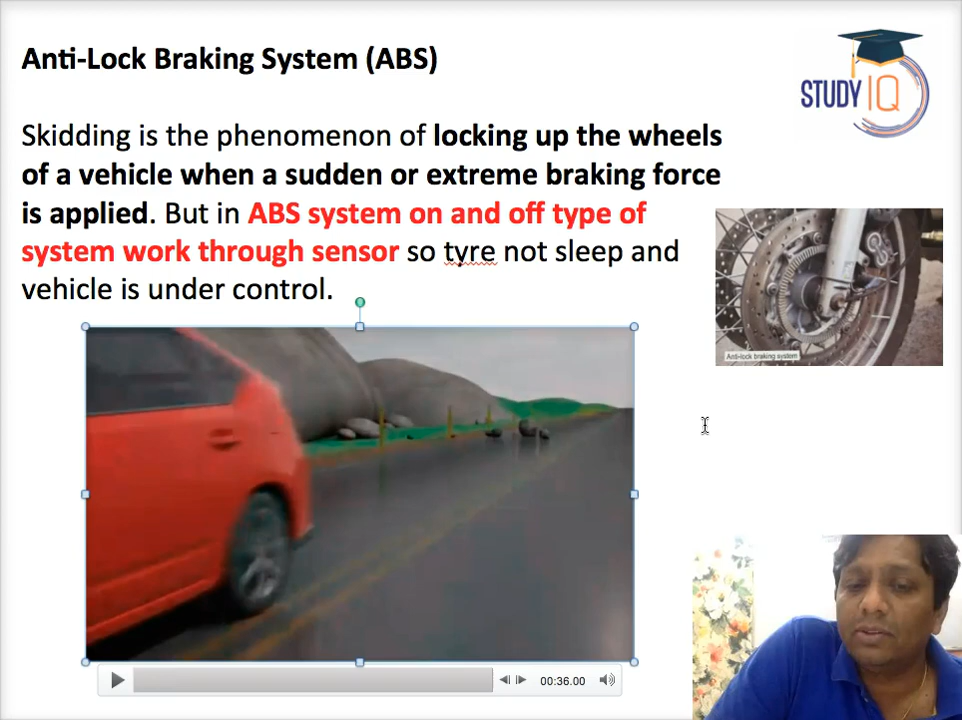 Anti-Lock Braking System (ABS)
STUDY IQ
Skidding is the phenomenon of locking up the wheels
of a vehicle when a sudden or extreme braking force
is applied. But in ABS system on and off type of
system work through sensor so tyre not sleep and
vehicle is under control.
Anti-lock braking system
00:36.00